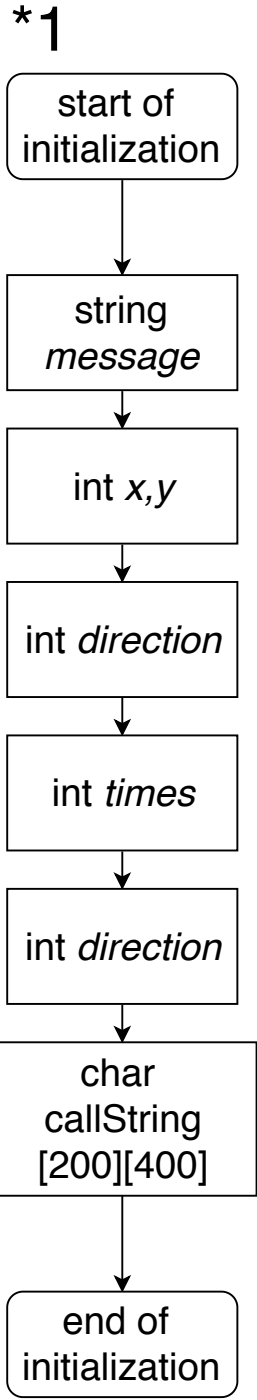 *1
start of
initialization
string
message
int x,y
int direction
int times
int direction
char
callString
[200][400]
end of
initialization